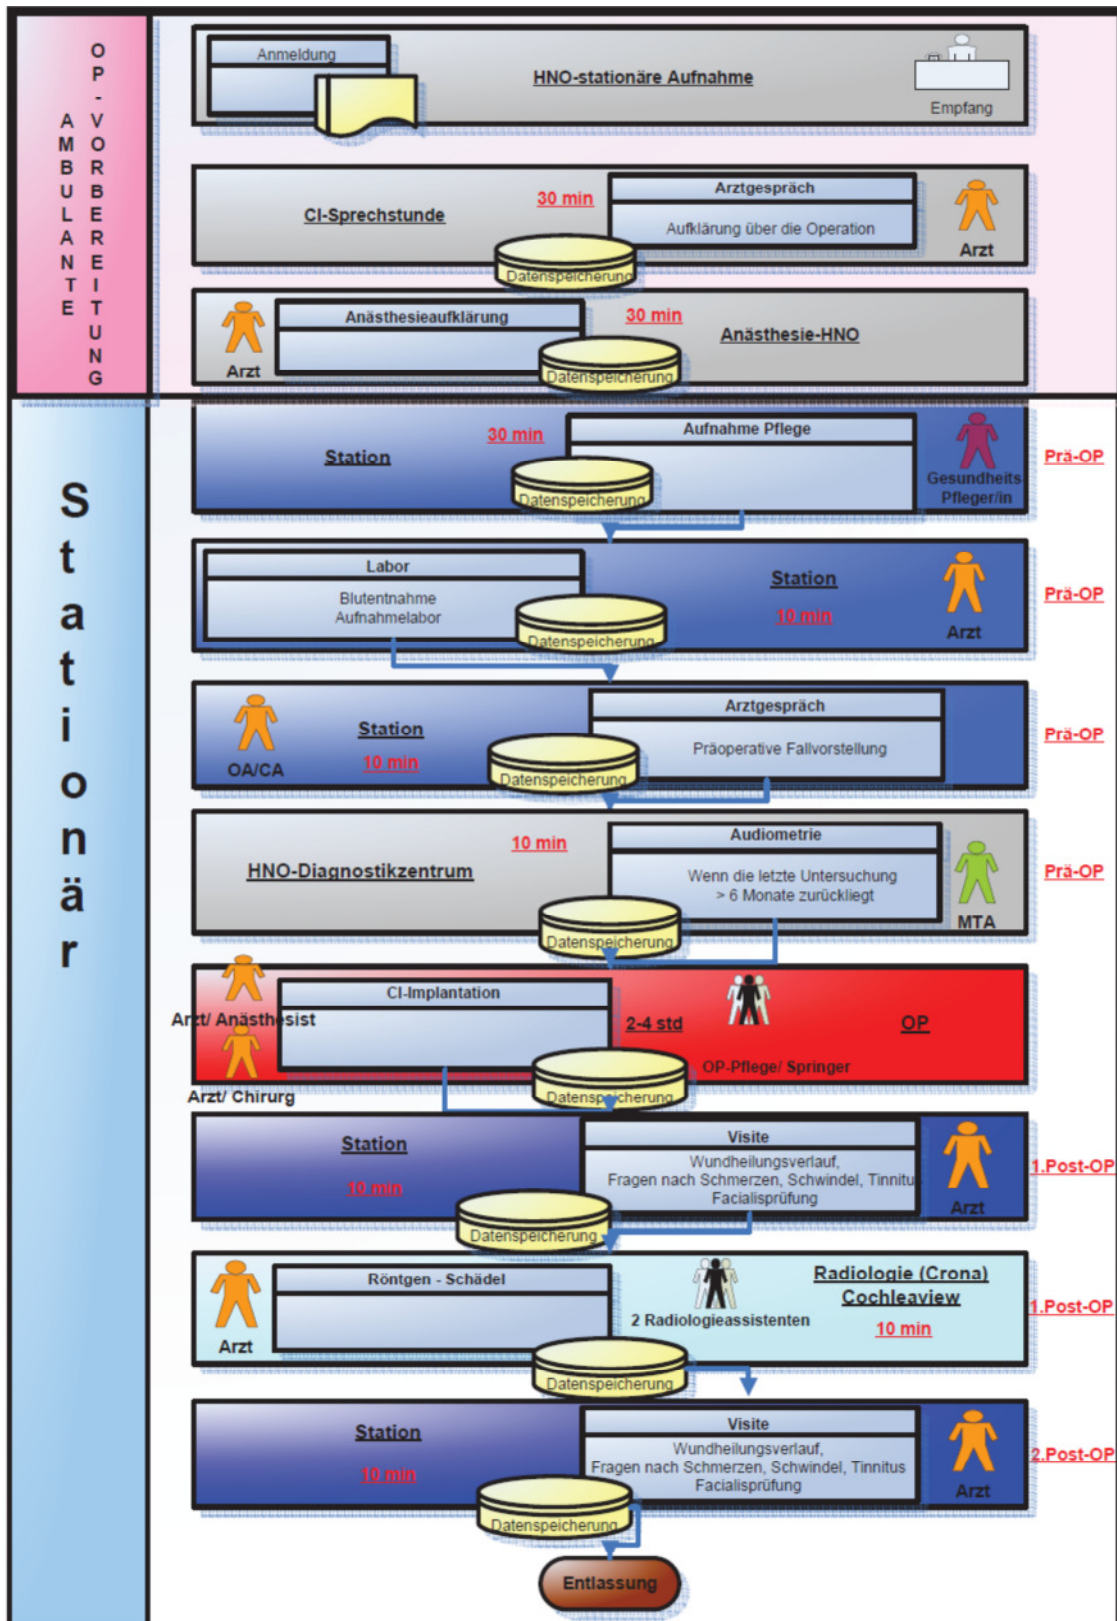 AMBULANTE
OP-VORBEREITUNG
Anmeldung
HNO-stationäre Aufnahme
Empfang
CI-Sprechstunde
30 min
Arztgespräch
Aufklärung über die Operation
Datenspeicherung
Arzt
Arzt
Anästhesieaufklärung
30 min
Datenspeicherung
Anästhesie-HNO
Stationär
Station
30 min
Aufnahme Pflege
Datenspeicherung
Gesundheits
Pfleger/in
Prä-OP
Labor
Blutentnahme
Aufnahmelabor
Datenspeicherung
Station
10 min
Arzt
Prä-OP
OA/CA
Station
10 min
Arztgespräch
Präoperative Fallvorstellung
Datenspeicherung
Prä-OP
HNO-Diagnostikzentrum
10 min
Audiometrie
Wenn die letzte Untersuchung
> 6 Monate zurückliegt
Datenspeicherung
MTA
Prä-OP
Arzt/ Anästhesist
Arzt/ Chirurg
CI-Implantation
2-4 std
Datenspeicherung
OP-Pflege/ Springer
OP
Station
10 min
Visite
Wundheilungsverlauf,
Fragen nach Schmerzen, Schwindel, Tinnitus
Facialisprüfung
Datenspeicherung
Arzt
1.Post-OP
Arzt
Röntgen - Schädel
Datenspeicherung
2 Radiologieassistenten
Radiologie (Crona)
Cochleaview
10 min
1.Post-OP
Station
10 min
Visite
Wundheilungsverlauf,
Fragen nach Schmerzen, Schwindel, Tinnitus
Facialisprüfung
Datenspeicherung
Arzt
2.Post-OP
Entlassung